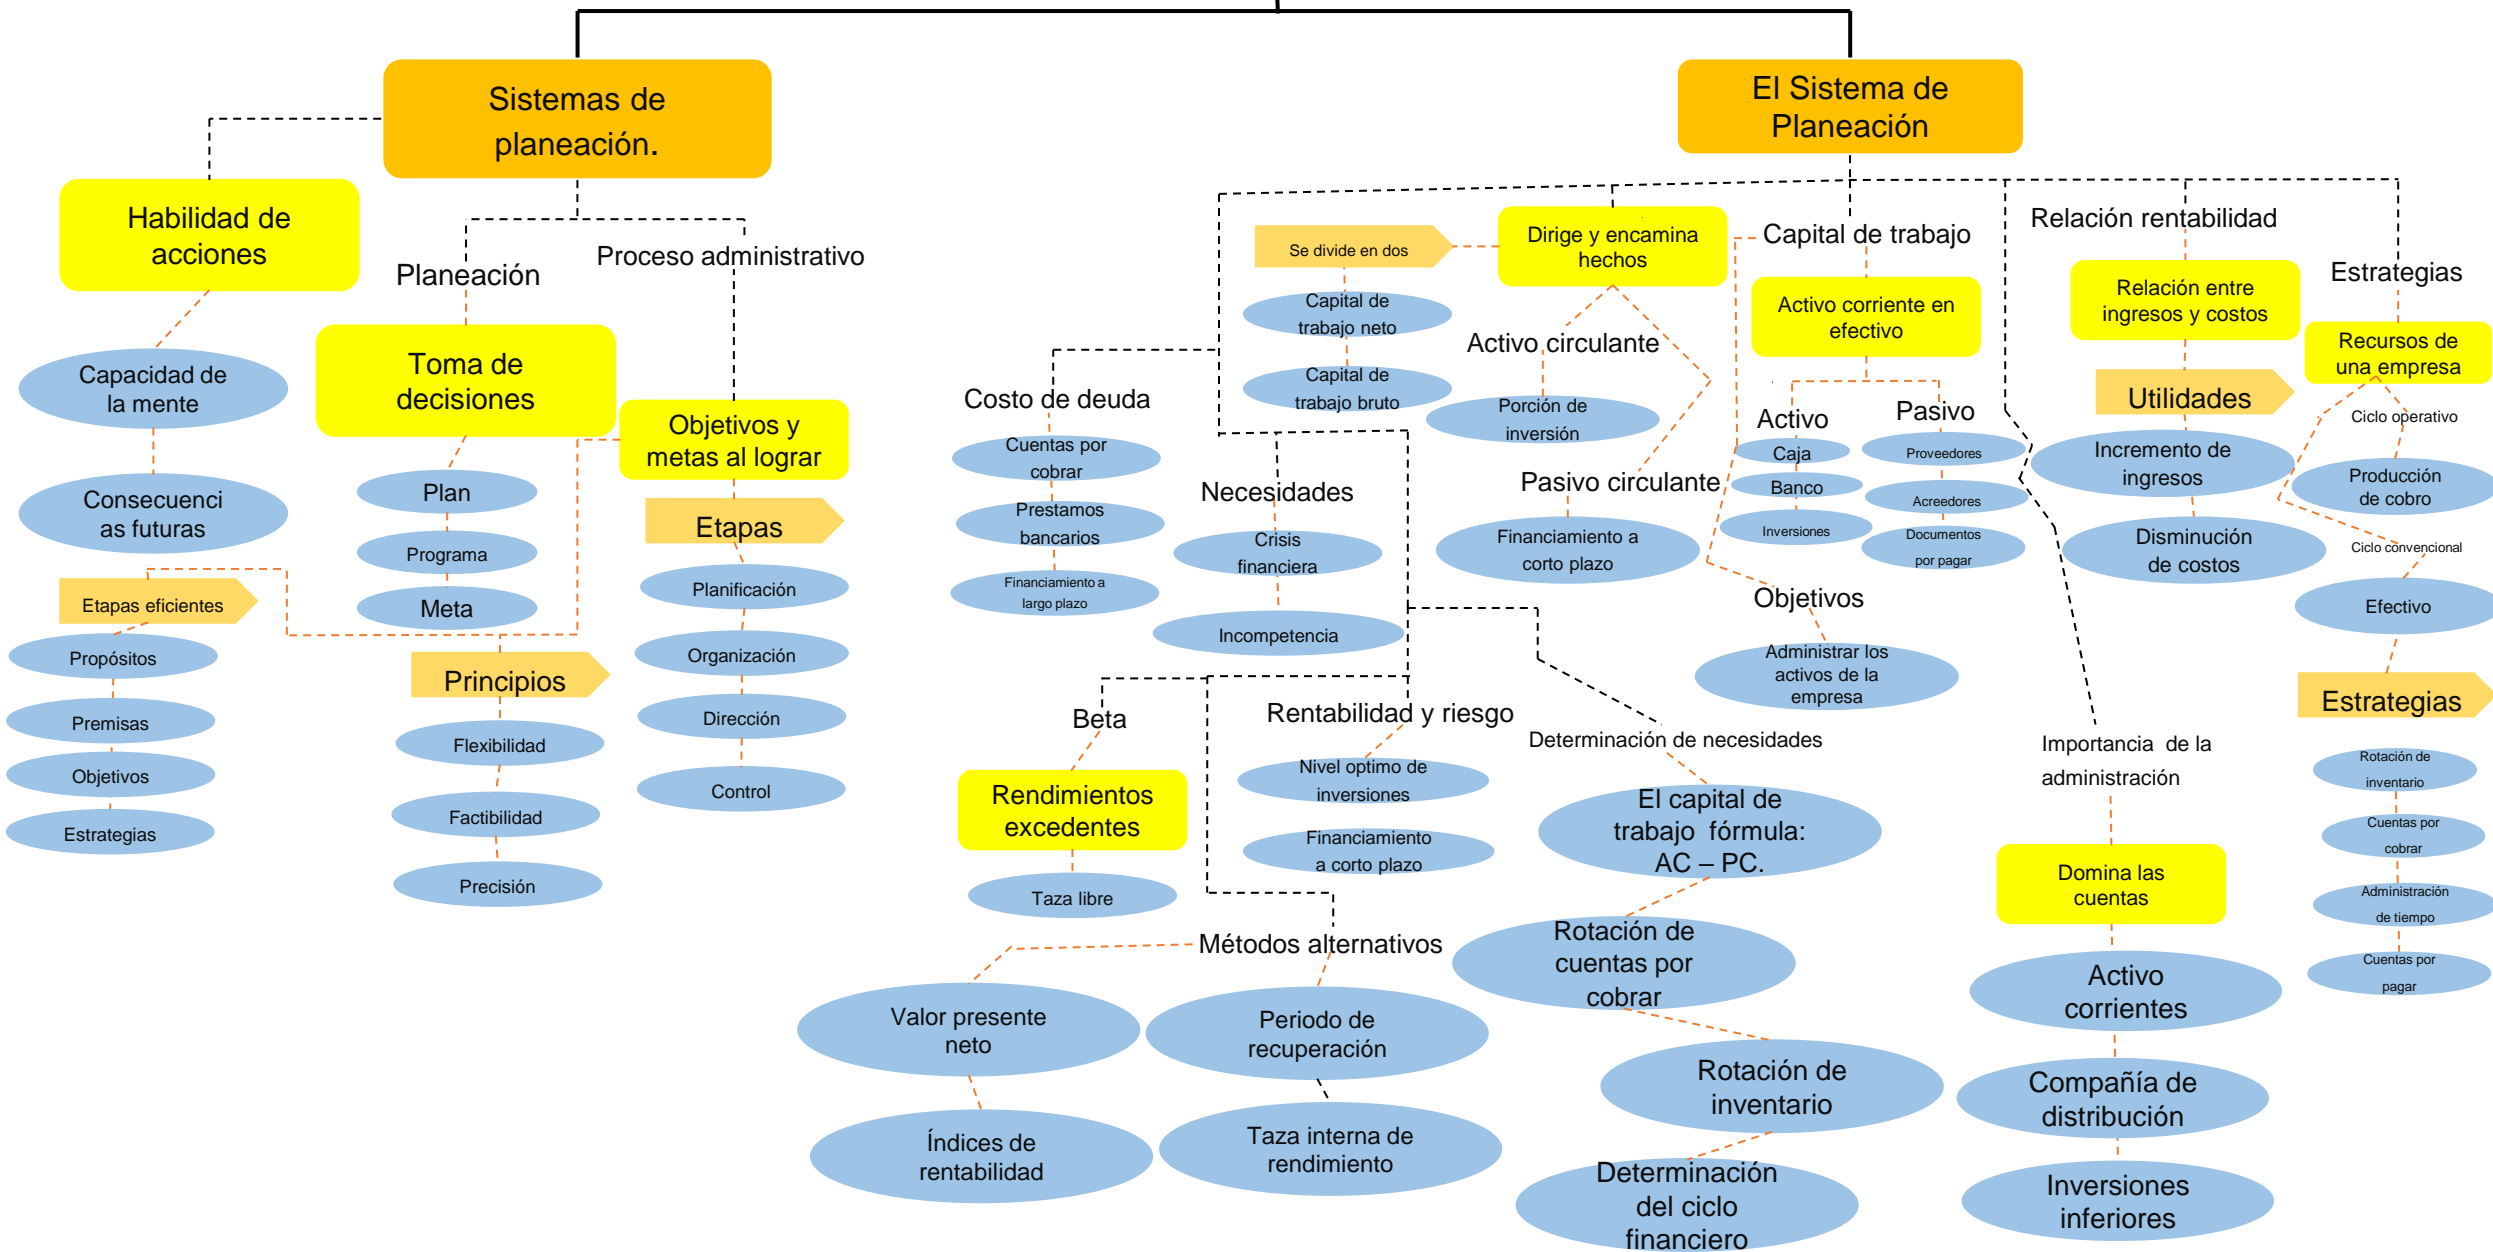 Sistemas de
planeación.
Habilidad de
acciones
Capacidad de
la mente
Consecuenci
as futuras
Planeación
Toma de
decisiones
Plan
Programa
Meta
Proceso administrativo
Objetivos y
metas al lograr
Etapas
Planificación
Organización
Dirección
Control
Etapas eficientes
Propósitos
Premisas
Objetivos
Estrategias
Principios
Flexibilidad
Factibilidad
Precisión
El Sistema de
Planeación
Costo de deuda
Cuentas por
cobrar
Prestamos
bancarios
Financiamiento a
largo plazo
Necesidades
Crisis
financiera
Incompetencia
Beta
Rendimientos
excedentes
Taza libre
Rentabilidad y riesgo
Nivel optimo de
inversiones
Financiamiento
a corto plazo
Métodos alternativos
Valor presente
neto
Índices de
rentabilidad
Periodo de
recuperación
Taza interna de
rendimiento
Determinación de necesidades
El capital de
trabajo fórmula:
AC – PC.
Rotación de
cuentas por
cobrar
Rotación de
inventario
Determinación
del ciclo
financiero
Dirige y encamina
hechos
Se divide en dos
Capital de
trabajo neto
Capital de
trabajo bruto
Activo circulante
Porción de
inversión
Pasivo circulante
Financiamiento a
corto plazo
Capital de trabajo
Activo corriente en
efectivo
Activo
Caja
Banco
Inversiones
Pasivo
Proveedores
Acreedores
Documentos
por pagar
Objetivos
Administrar los
activos de la
empresa
Importancia de la
administración
Domina las
cuentas
Activo
corrientes
Compañía de
distribución
Inversiones
inferiores
Relación rentabilidad
Relación entre
ingresos y costos
Utilidades
Incremento de
ingresos
Disminución
de costos
Estrategias
Recursos de
una empresa
Ciclo operativo
Producción
de cobro
Ciclo convencional
Efectivo
Estrategias
Rotación de
inventario
Cuentas por
cobrar
Administración
de tiempo
Cuentas por
pagar